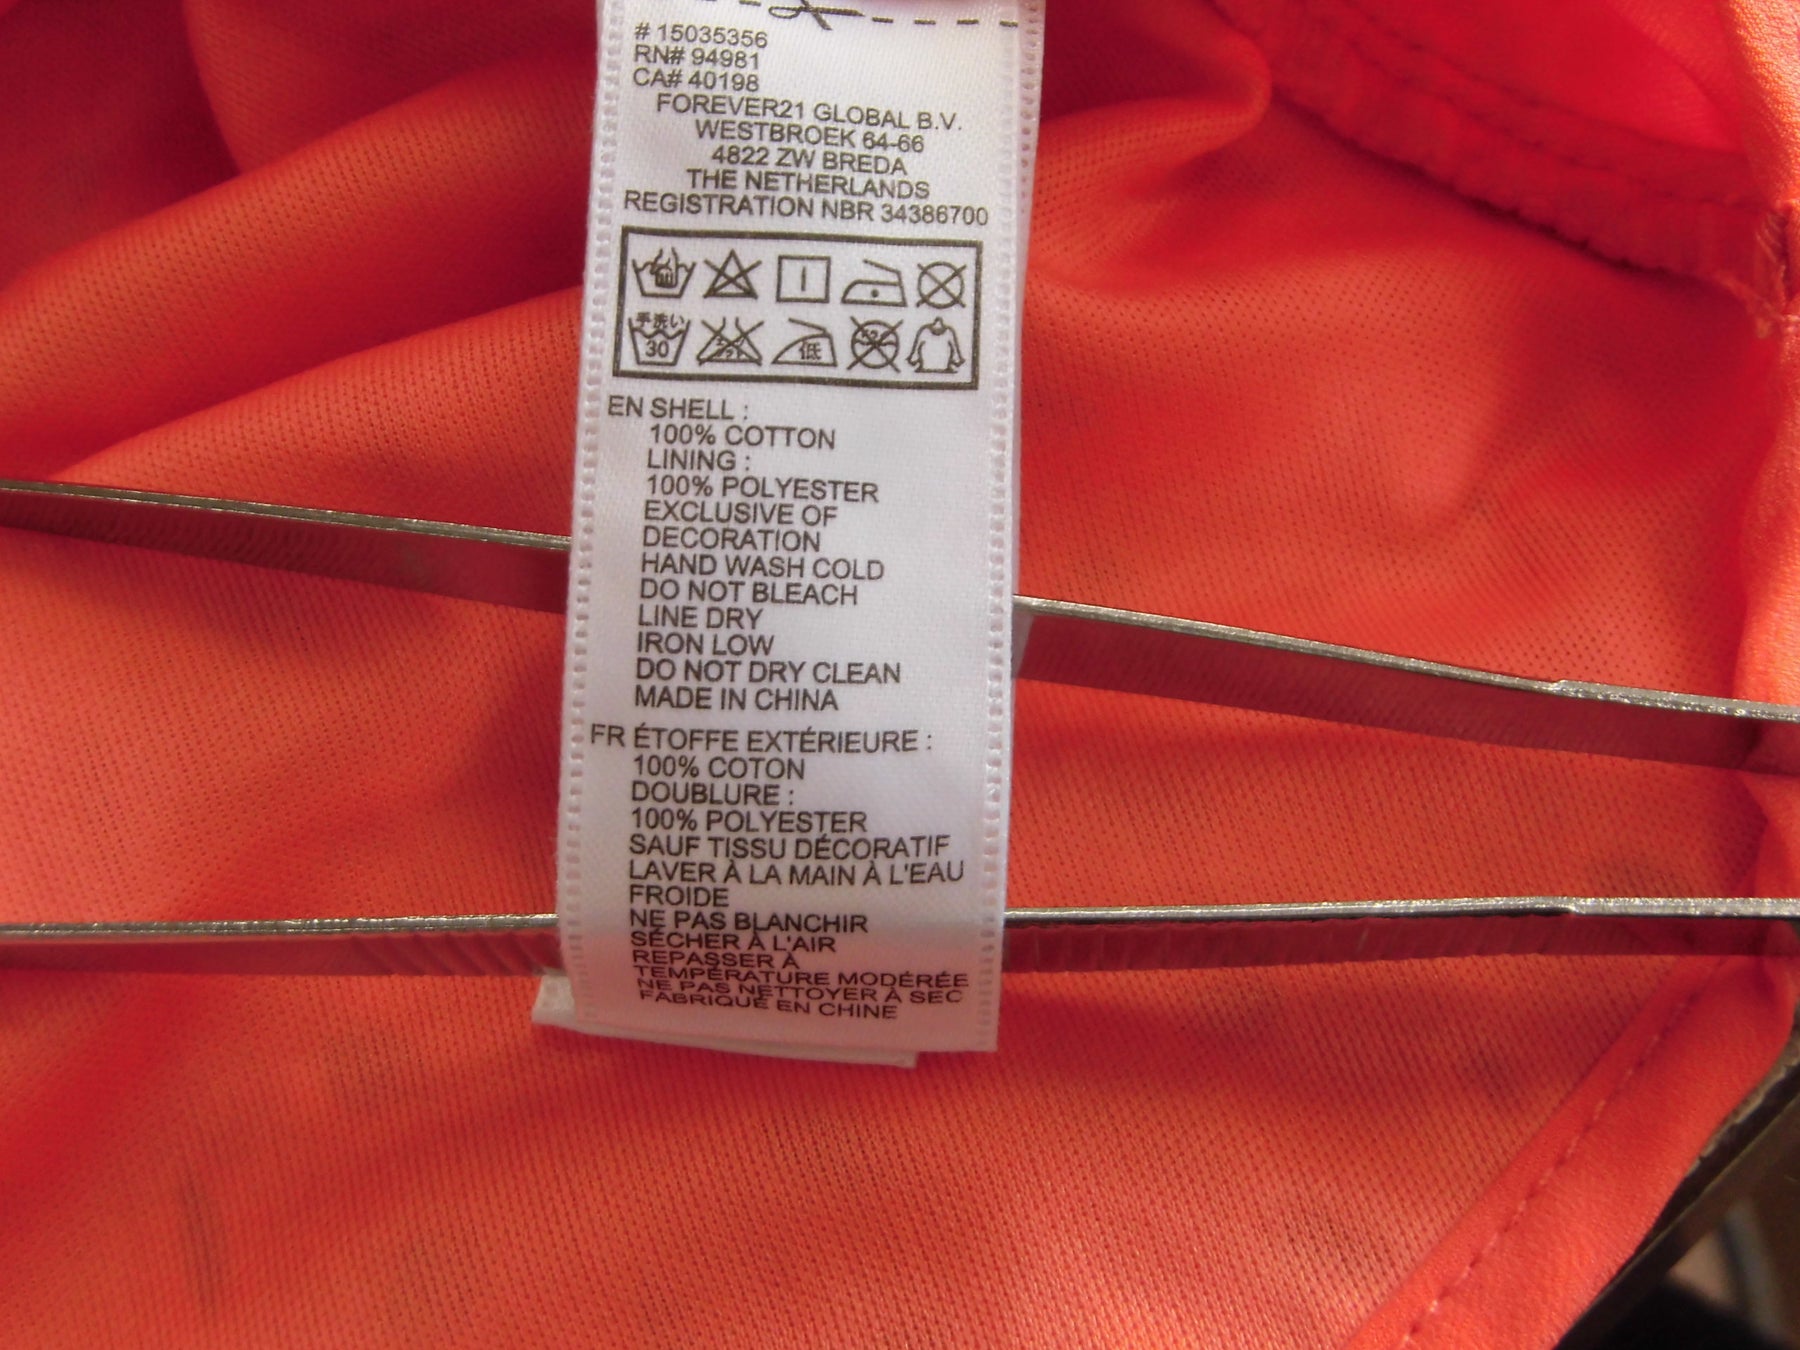 # 15035356
RN# 94981
CA# 40198
FOREVER21 GLOBAL B.V.
WESTBROEK 64-66
4822 ZW BREDA
THE NETHERLANDS
REGISTRATION NBR 34386700
手洗い
30
低
EN SHELL :
100% COTTON
LINING :
100% POLYESTER
EXCLUSIVE OF
DECORATION
HAND WASH COLD
DO NOT BLEACH
LINE DRY
IRON LOW
DO NOT DRY CLEAN
MADE IN CHINA
FR ÉTOFFE EXTÉRIEURE :
100% COTON
DOUBLURE :
100% POLYESTER
SAUF TISSU DÉCORATIF
LAVER À LA MAIN À L'EAU
FROIDE
NE PAS BLANCHIR
SÉCHER À L'AIR
REPASSER À
TEMPÉRATURE MODÉRÉE
NE PAS NETTOYER À SEC
FABRIQUÉ EN CHINE